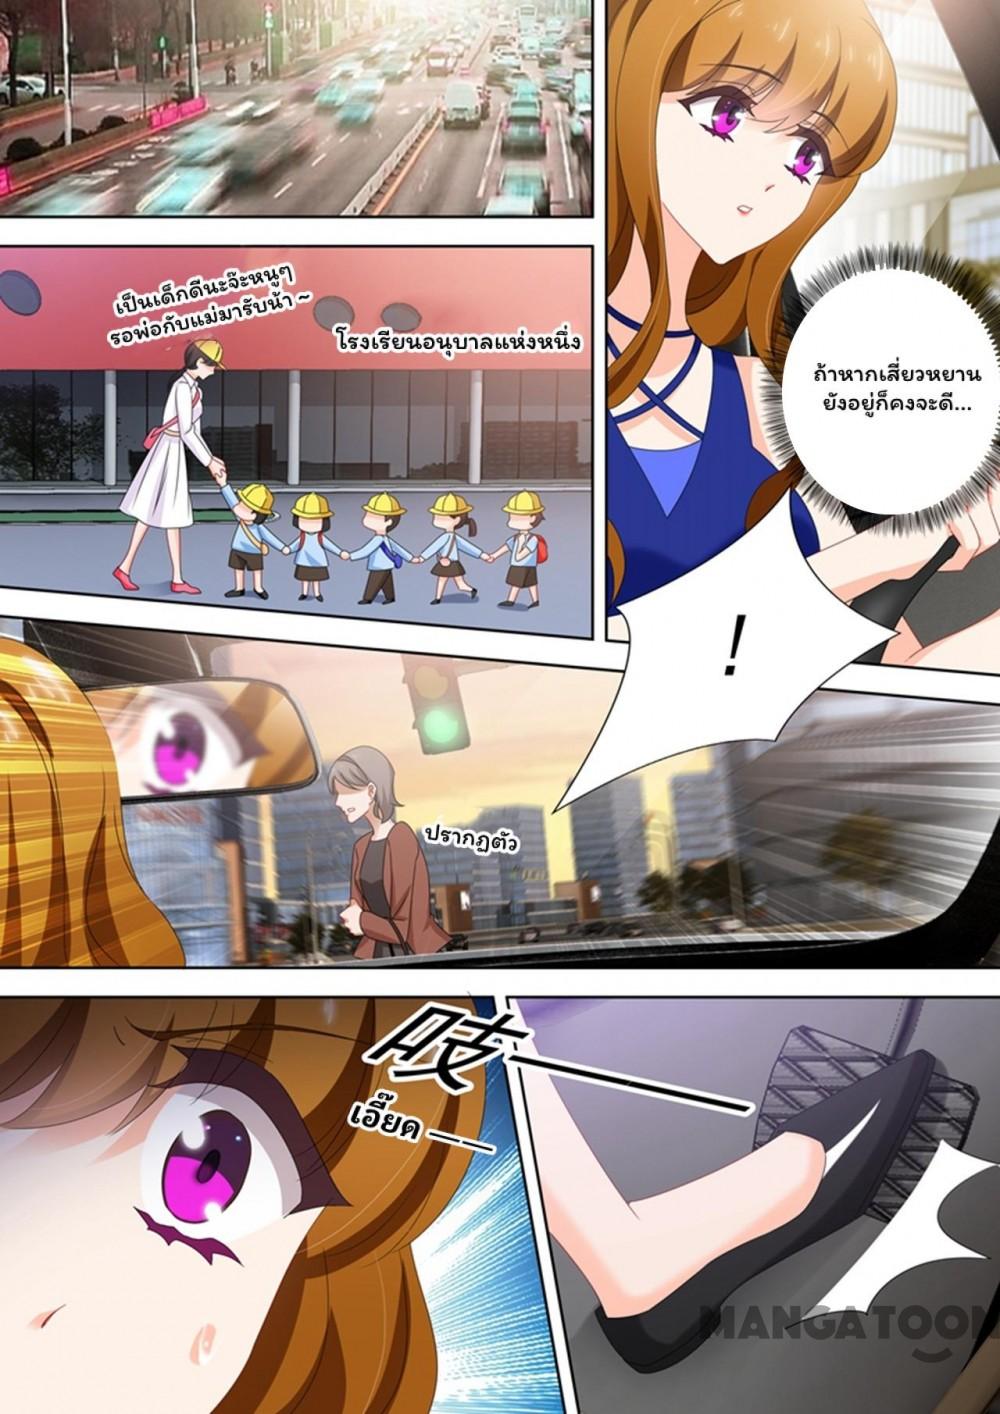 เป็นเด็กดีนะจ๊ะหนูๆ
รอพ่อกับแม่มารับน้า ~
โรงเรียนอนุบาลแห่งหนึ่ง
ถ้าหากเสี่ยวหยาน
ยังอยู่ก็คงจะดี...
!
ปรากฏตัว
吱——
เอี๊ยด ——
MANGATOON